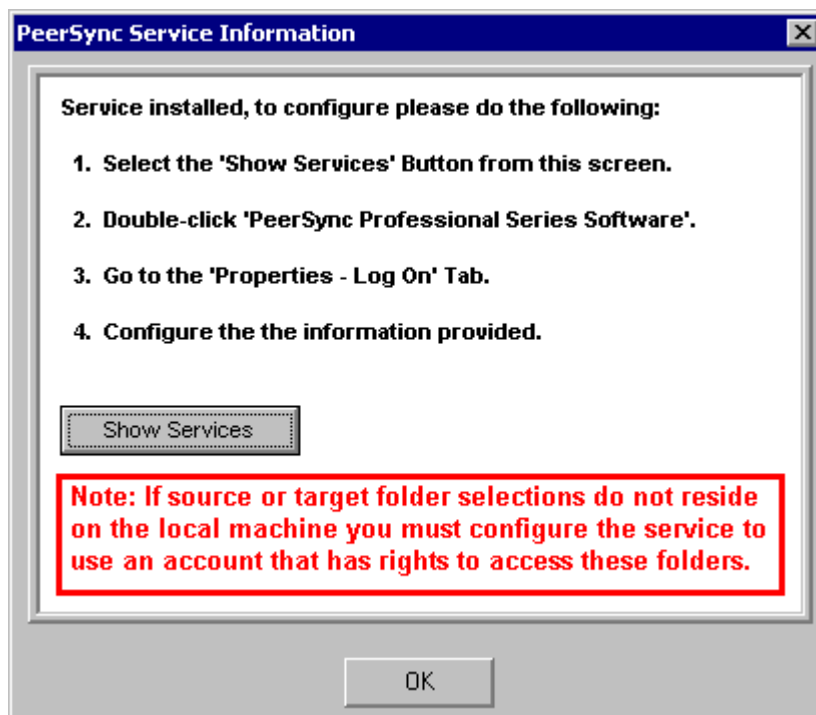 PeerSync Service Information
Service installed, to configure please do the following:
1. Select the 'Show Services' Button from this screen.
2. Double-click 'PeerSync Professional Series Software'.
3. Go to the 'Properties - Log On' Tab.
4. Configure the the information provided.
Show Services
Note: If source or target folder selections do not reside
on the local machine you must configure the service to
use an account that has rights to access these folders.
OK